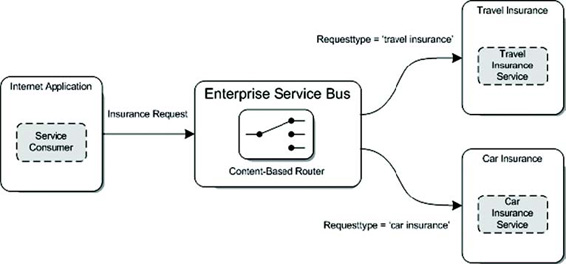 Internet Application
Service
Consumer
Insurance Request
Enterprise Service Bus
Content-Based Router
Requesttype = 'travel insurance'
Travel Insurance
Travel
Insurance
Service
Requesttype = 'car insurance'
Car Insurance
Car
Insurance
Service